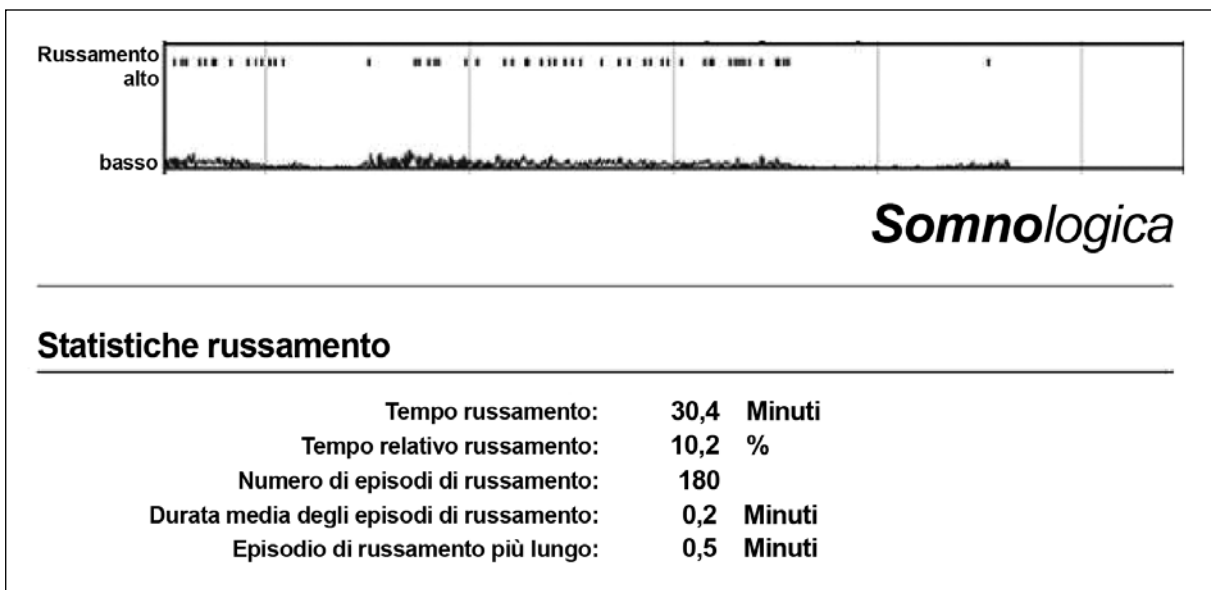 Russamento
alto
basso
Somnologica
Statistiche russamento
Tempo russamento: 30,4 Minuti
Tempo relativo russamento: 10,2 %
Numero di episodi di russamento: 180
Durata media degli episodi di russamento: 0,2 Minuti
Episodio di russamento più lungo: 0,5 Minuti